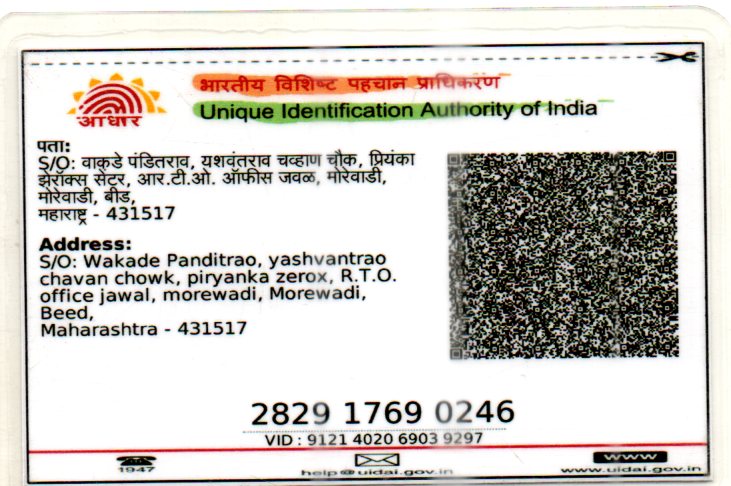 भारतीय विशिष्ट पहचान प्राधिकरण
Unique Identification Authority of India
आधार
पता:
S/O: वाकडे पंडितराव, यशवंतराव चव्हाण चौक, प्रियंका
झेरॉक्स सेंटर, आर.टी.ओ. ऑफीस जवळ, मोरेवाडी,
मोरेवाडी, बीड,
महाराष्ट्र - 431517
Address:
S/O: Wakade Panditrao, yashvantrao
chavan chowk, piryanka zerox, R.T.O.
office jawal, morewadi, Morewadi,
Beed,
Maharashtra - 431517
2829 1769 0246
VID : 9121 4020 6903 9297
1947
help@uidai.gov.in
www
www.uidai.gov.in